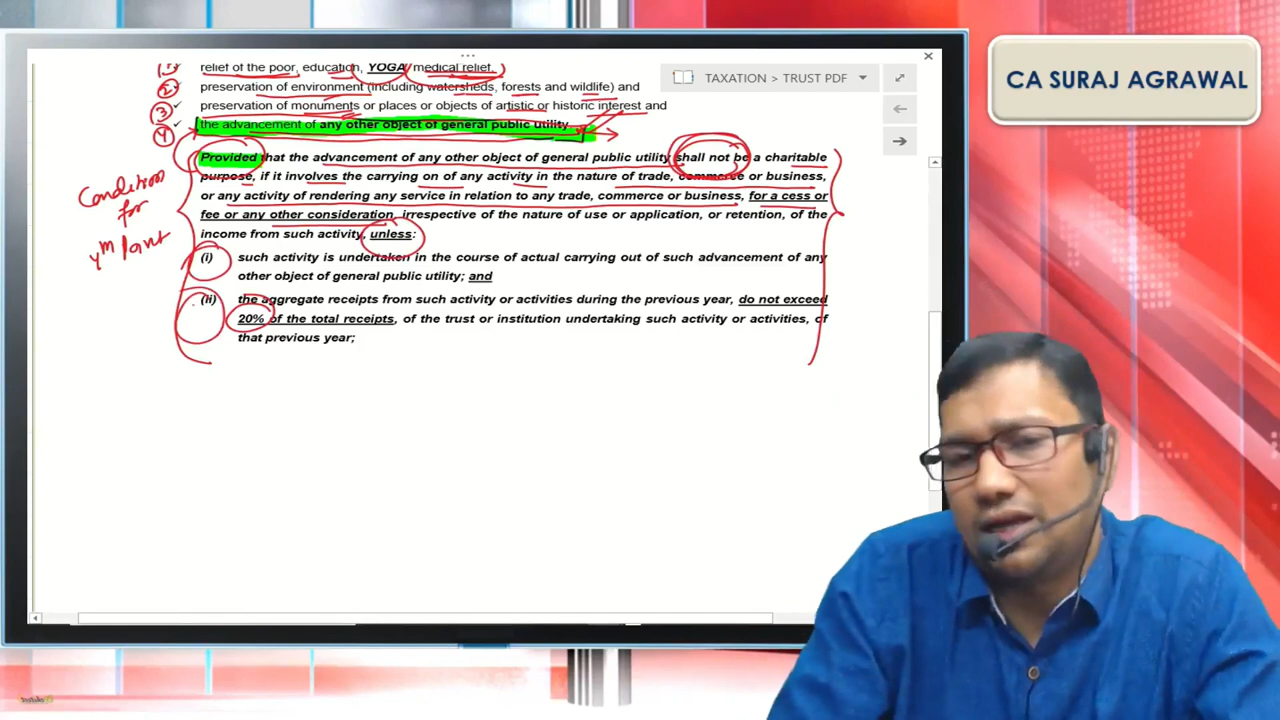 CA SURAJ AGRAWAL
TAXATION > TRUST PDF
relief of the poor, education, YOGA, medical relief,
preservation of environment (including watersheds, forests and wildlife) and
preservation of monuments or places or objects of artistic or historic interest and
the advancement of any other object of general public utility.
Provided that the advancement of any other object of general public utility shall not be a charitable
purpose, if it involves the carrying on of any activity in the nature of trade, commerce or business,
or any activity of rendering any service in relation to any trade, commerce or business, for a cess or
fee or any other consideration, irrespective of the nature of use or application, or retention, of the
income from such activity, unless:
(i) such activity is undertaken in the course of actual carrying out of such advancement of any
other object of general public utility; and
(ii) the aggregate receipts from such activity or activities during the previous year, do not exceed
20% of the total receipts, of the trust or institution undertaking such activity or activities, of
that previous year;
1
2
3
4
Condition
for